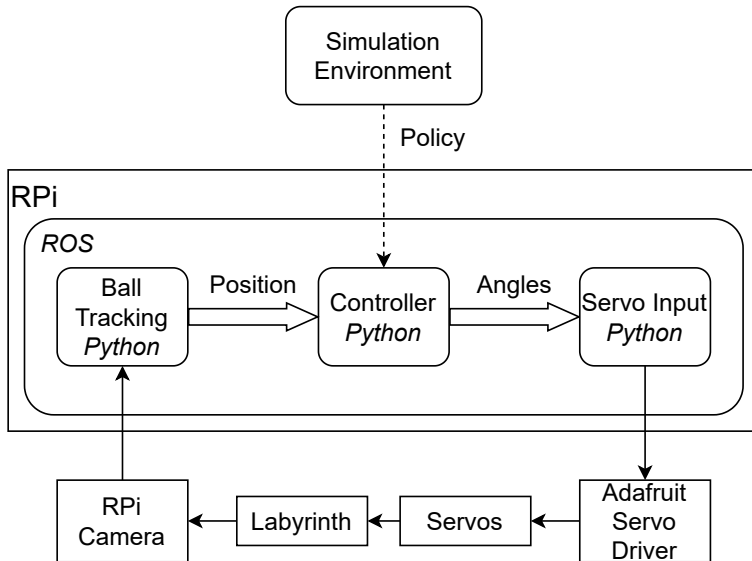 Simulation
Environment
Policy
RPi
ROS
Ball
Tracking
Python
Position
Controller
Python
Angles
Servo Input
Python
RPi
Camera
Labyrinth
Servos
Adafruit
Servo
Driver